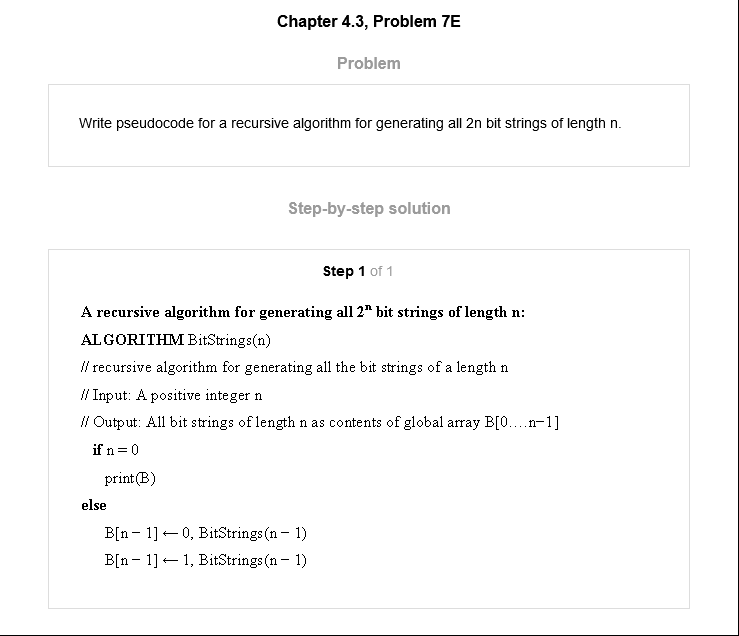 Chapter 4.3, Problem 7E
Problem
Write pseudocode for a recursive algorithm for generating all 2n bit strings of length n.
Step-by-step solution
Step 1 of 1
A recursive algorithm for generating all 2ⁿ bit strings of length n:
ALGORITHM BitStrings(n)
// recursive algorithm for generating all the bit strings of a length n
// Input: A positive integer n
// Output: All bit strings of length n as contents of global array B[0....n−1]
if n = 0
print(B)
else
B[n − 1] ← 0, BitStrings(n − 1)
B[n − 1] ← 1, BitStrings(n − 1)